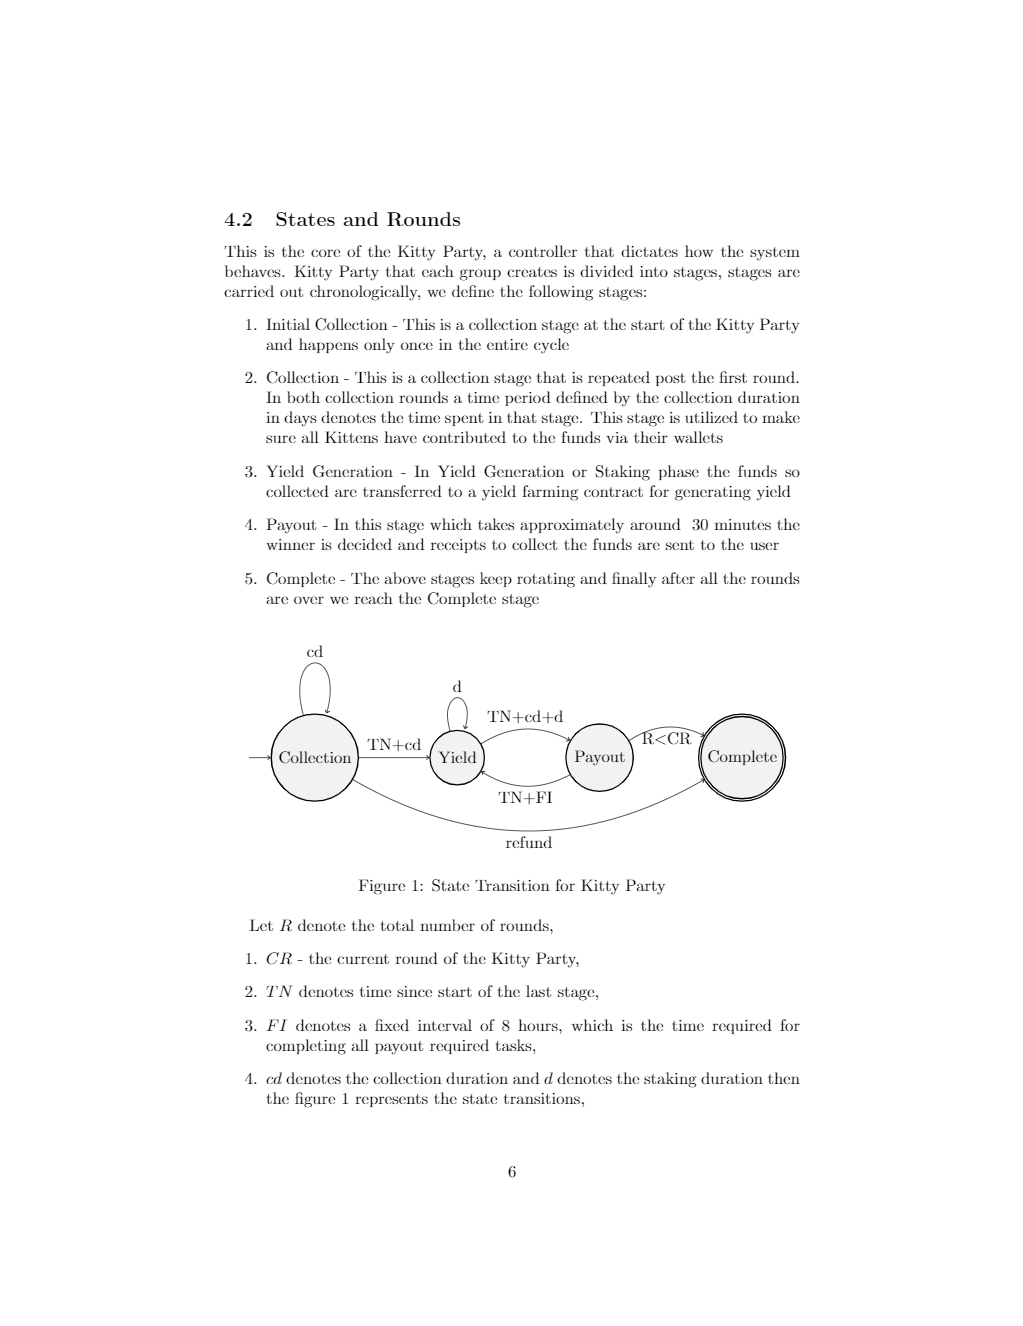 4.2 States and Rounds
This is the core of the Kitty Party, a controller that dictates how the system
behaves. Kitty Party that each group creates is divided into stages, stages are
carried out chronologically, we define the following stages:
1. Initial Collection - This is a collection stage at the start of the Kitty Party
and happens only once in the entire cycle
2. Collection - This is a collection stage that is repeated post the first round.
In both collection rounds a time period defined by the collection duration
in days denotes the time spent in that stage. This stage is utilized to make
sure all Kittens have contributed to the funds via their wallets
3. Yield Generation - In Yield Generation or Staking phase the funds so
collected are transferred to a yield farming contract for generating yield
4. Payout - In this stage which takes approximately around 30 minutes the
winner is decided and receipts to collect the funds are sent to the user
5. Complete - The above stages keep rotating and finally after all the rounds
are over we reach the Complete stage
cd
d
TN+cd+d
TN+cd
R<CR
Collection
Yield
Payout
Complete
TN+FI
refund
Figure 1: State Transition for Kitty Party
Let R denote the total number of rounds,
1. CR - the current round of the Kitty Party,
2. TN denotes time since start of the last stage,
3. FI denotes a fixed interval of 8 hours, which is the time required for
completing all payout required tasks,
4. cd denotes the collection duration and d denotes the staking duration then
the figure 1 represents the state transitions,
6